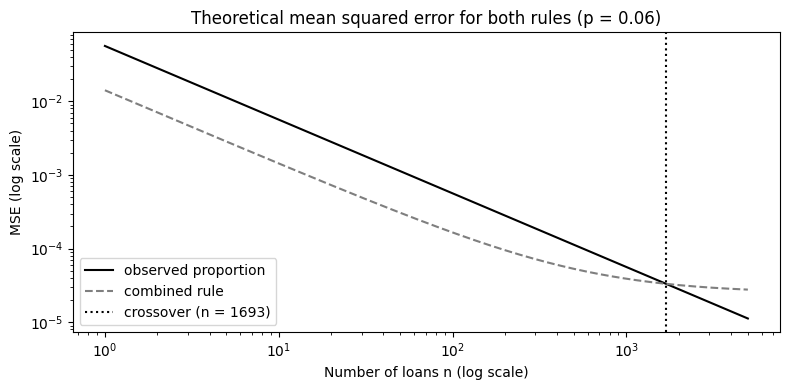 Theoretical mean squared error for both rules (p = 0.06)
MSE (log scale)
10⁻²
10⁻³
10⁻⁴
10⁻⁵
observed proportion
combined rule
crossover (n = 1693)
10⁰
10¹
10²
10³
Number of loans n (log scale)